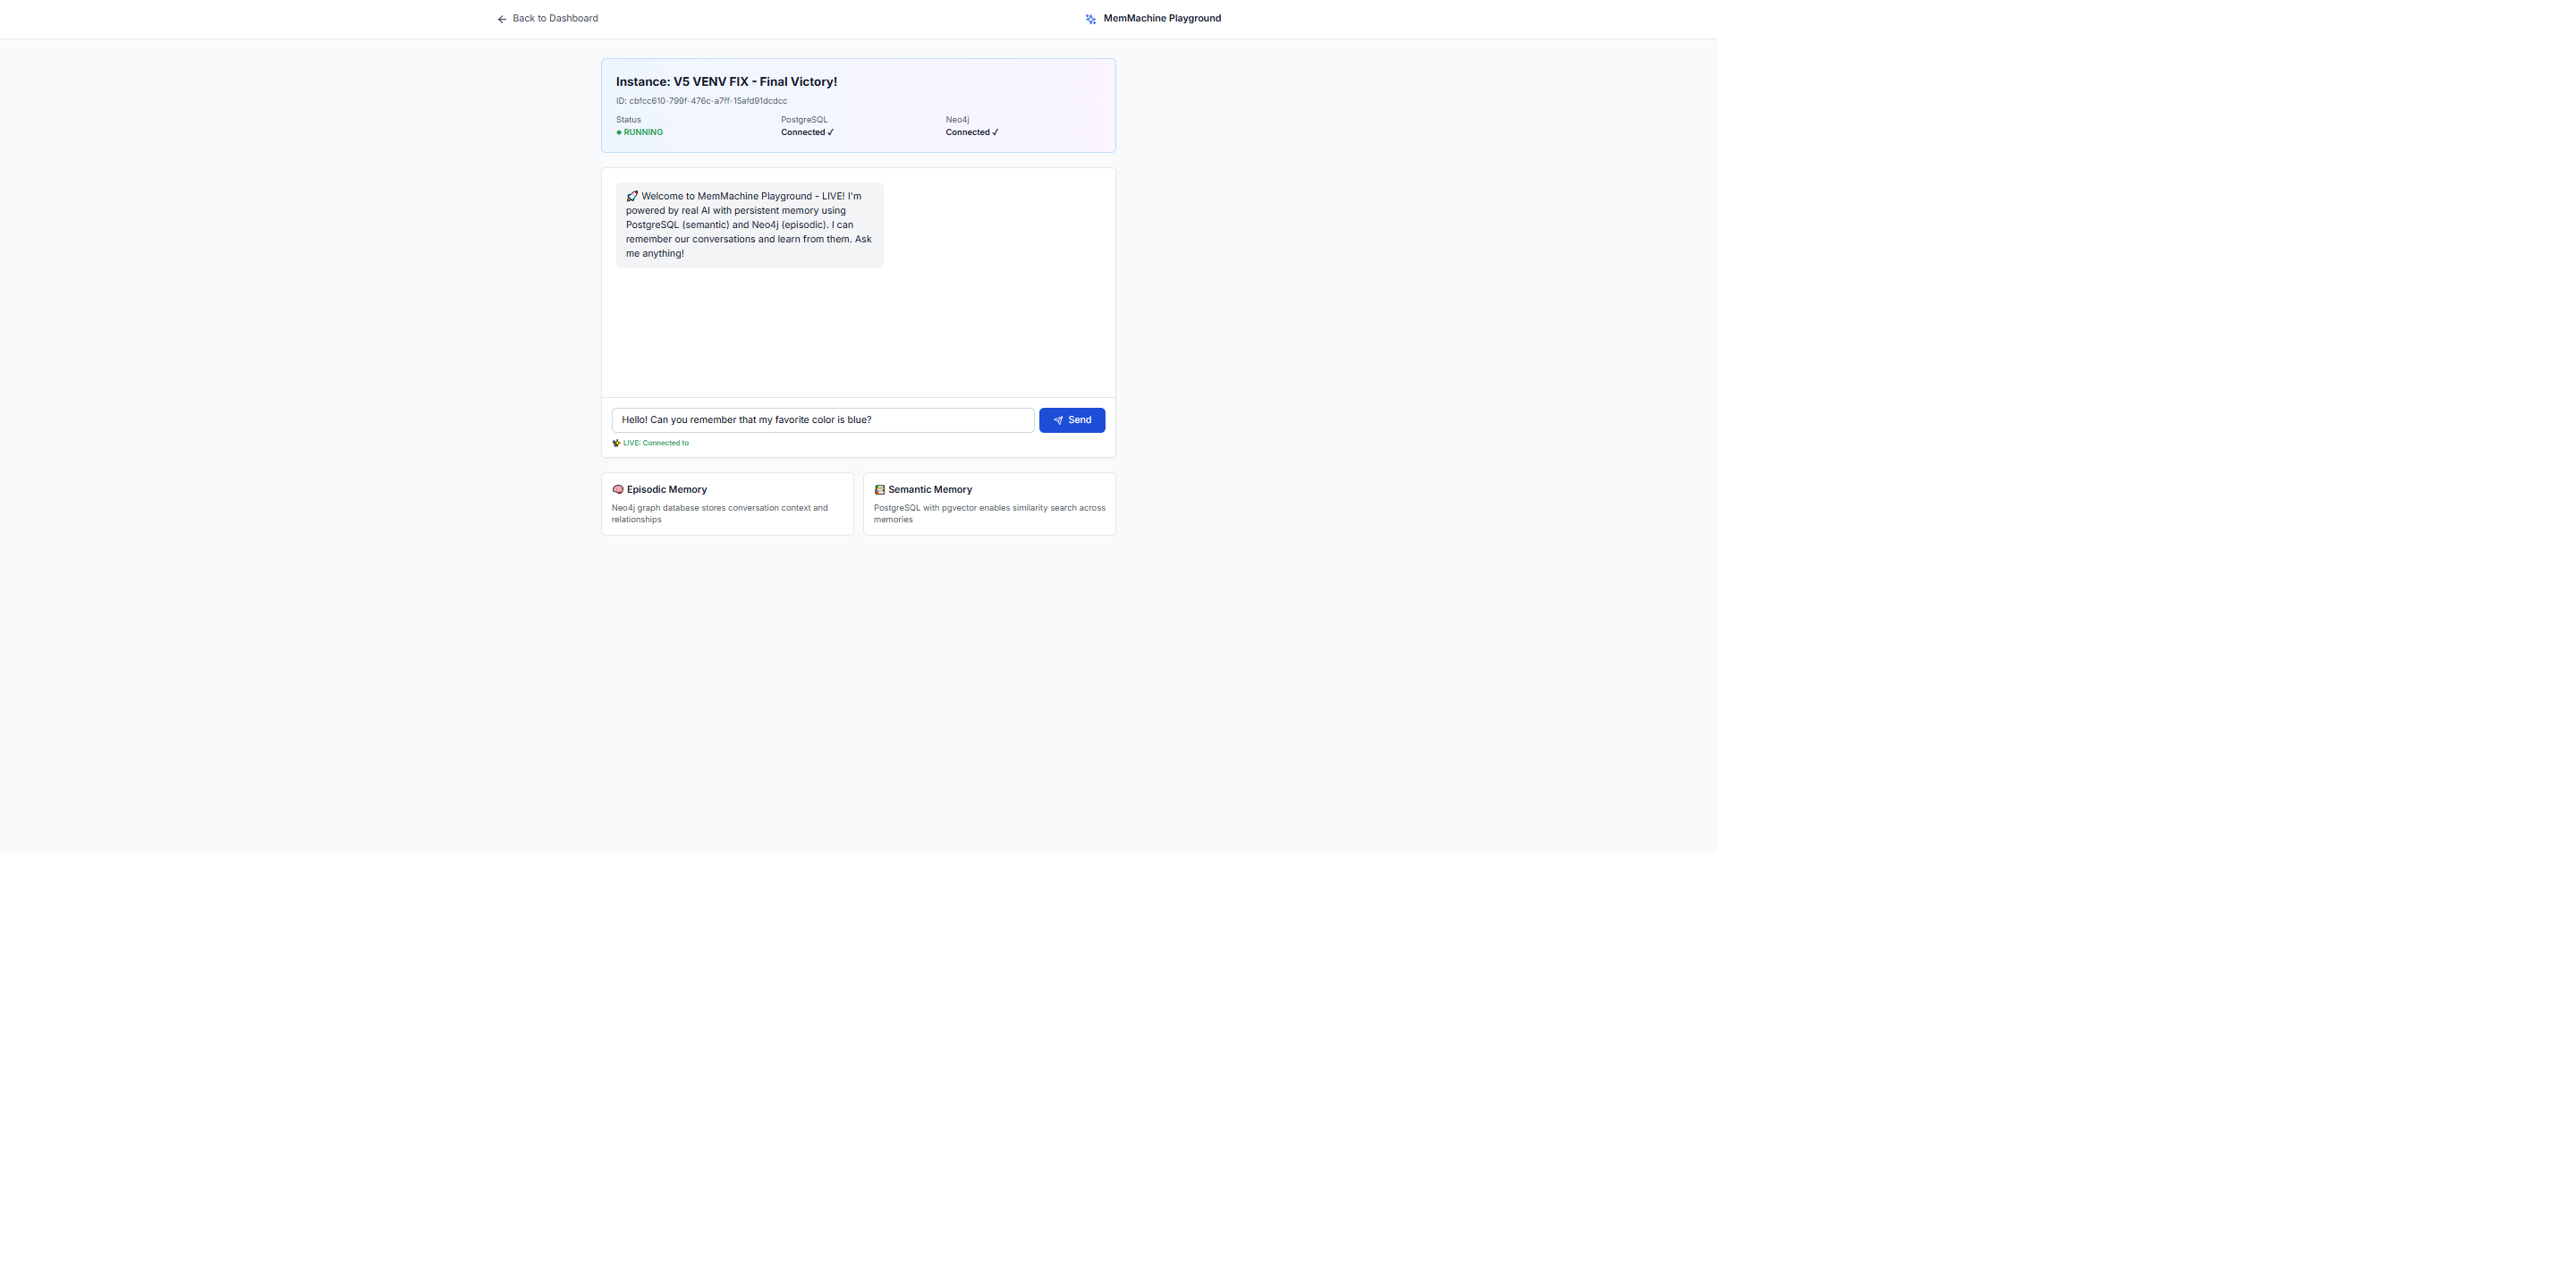 Back to Dashboard
MemMachine Playground
Instance: V5 VENV FIX - Final Victory!
ID: cbfcc610-799f-476c-a7ff-15afd91dcdcc
Status
● RUNNING
PostgreSQL
Connected ✓
Neo4j
Connected ✓
🚀 Welcome to MemMachine Playground - LIVE! I'm
powered by real AI with persistent memory using
PostgreSQL (semantic) and Neo4j (episodic). I can
remember our conversations and learn from them. Ask
me anything!
Hello! Can you remember that my favorite color is blue?
Send
LIVE: Connected to
🧠 Episodic Memory
Neo4j graph database stores conversation context and
relationships
📚 Semantic Memory
PostgreSQL with pgvector enables similarity search across
memories